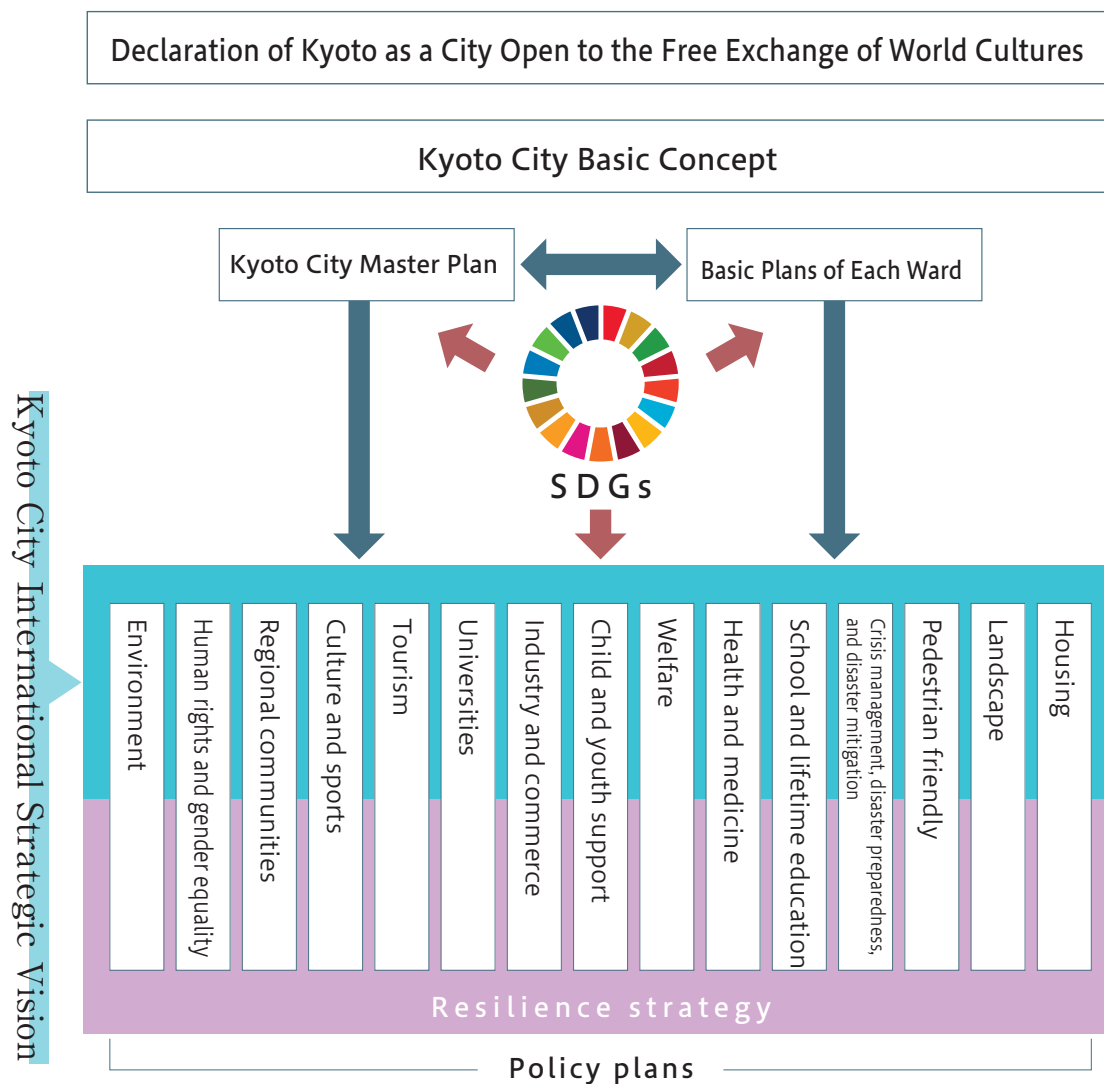 Declaration of Kyoto as a City Open to the Free Exchange of World Cultures
Kyoto City Basic Concept
Kyoto City Master Plan
Basic Plans of Each Ward
SDGs
Kyoto City International Strategic Vision
Environment
Human rights and gender equality
Regional communities
Culture and sports
Tourism
Universities
Industry and commerce
Child and youth support
Welfare
Health and medicine
School and lifetime education
Crisis management, disaster preparedness,
and disaster mitigation
Pedestrian friendly
Landscape
Housing
Resilience strategy
Policy plans